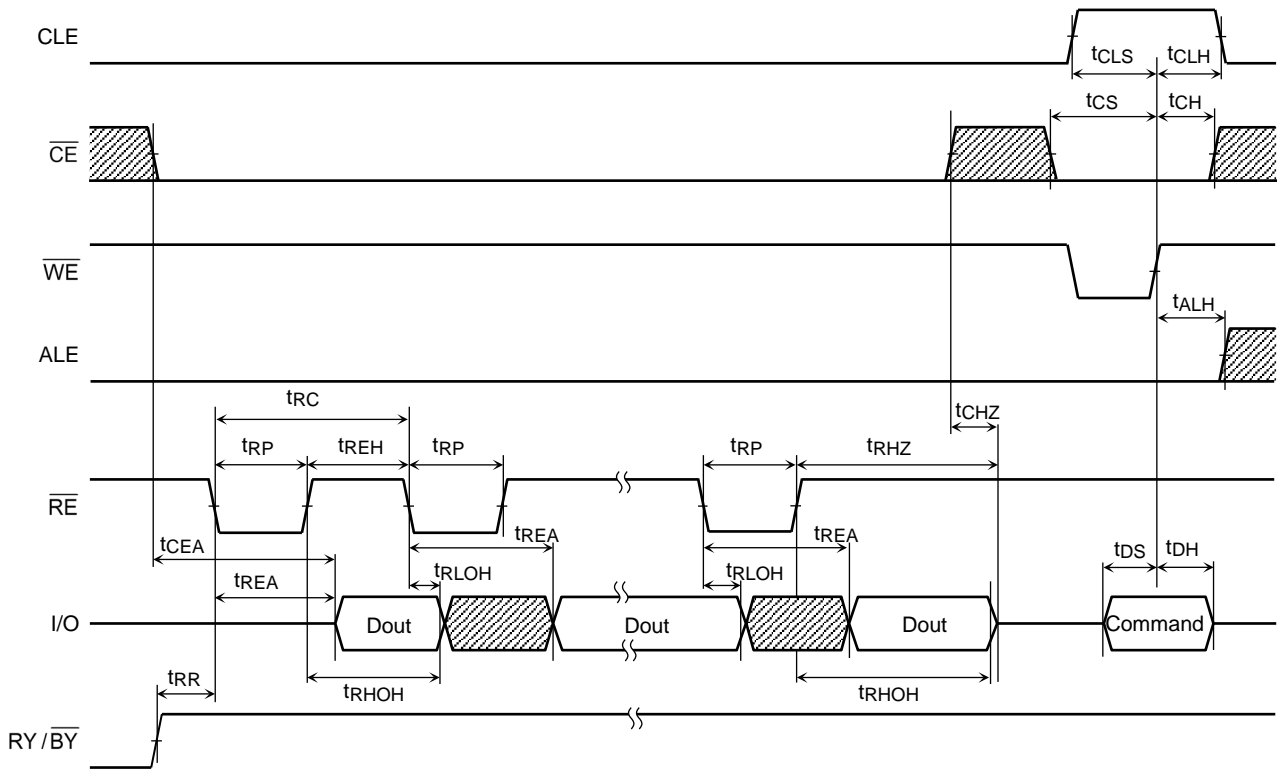 CLE
tCLS tCLH
tCS tCH
CE
WE
tALH
ALE
tRC
tCHZ
tRP tREH tRP tRP tRHZ
RE
tCEA tREA tREA
tREA tRLOH tRLOH tDS tDH
I/O Dout Dout Dout Command
tRR tRHOH tRHOH
RY/BY